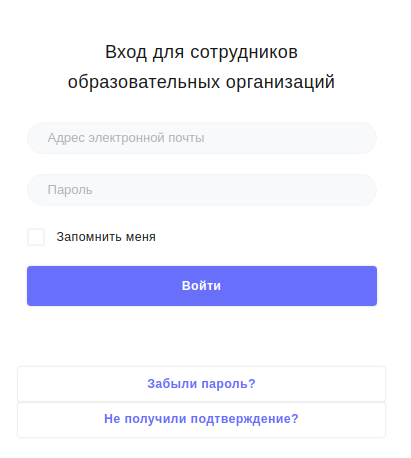 Вход для сотрудников
образовательных организаций
Адрес электронной почты
Пароль
Запомнить меня
Войти
Забыли пароль?
Не получили подтверждение?